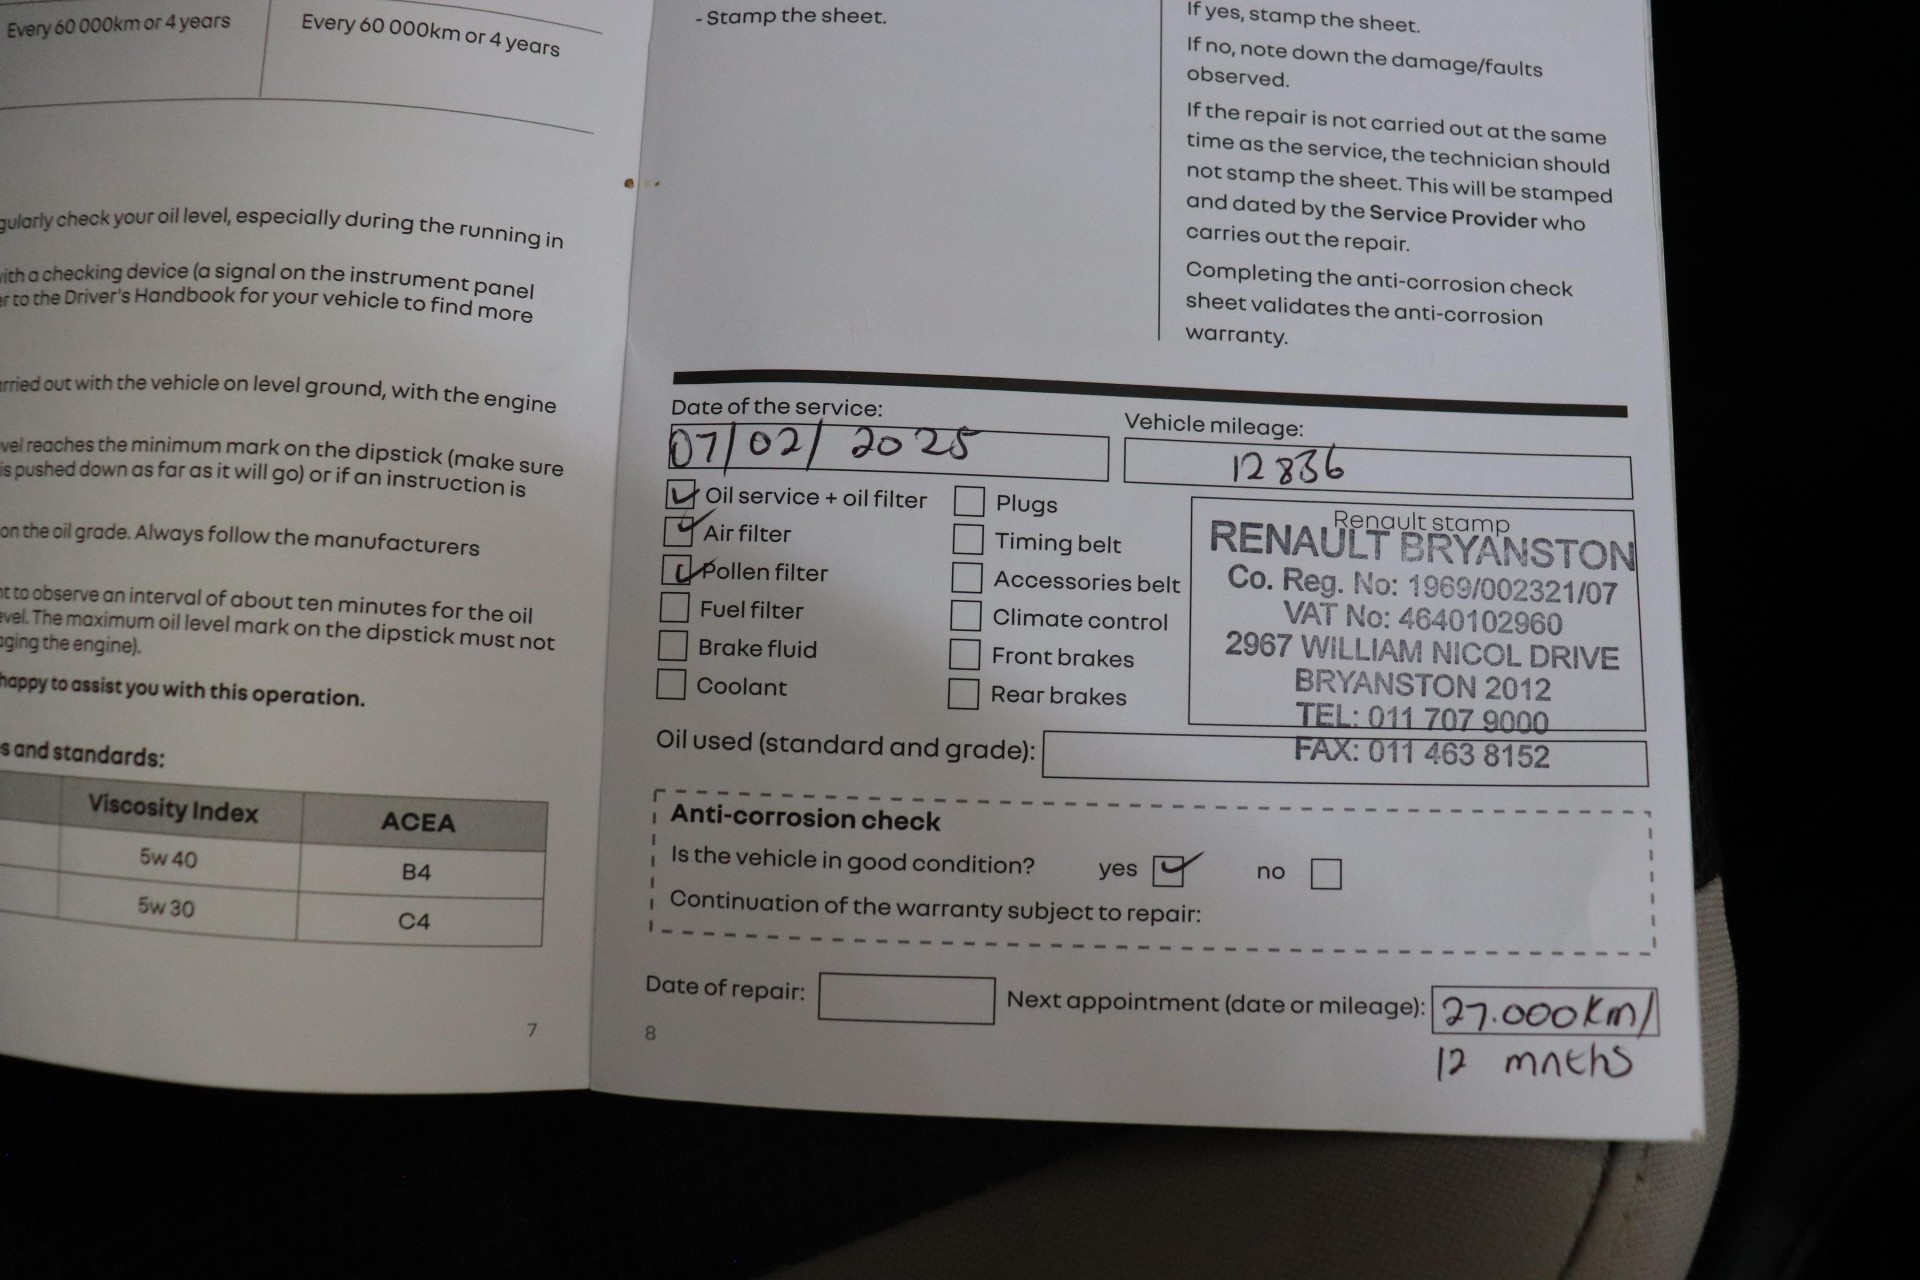 Every 60 000km or 4 years
Every 60 000km or 4 years
gularly check your oil level, especially during the running in
with a checking device (a signal on the instrument panel
er to the Driver's Handbook for your vehicle to find more
rried out with the vehicle on level ground, with the engine
vel reaches the minimum mark on the dipstick (make sure
is pushed down as far as it will go) or if an instruction is
on the oil grade. Always follow the manufacturers
nt to observe an interval of about ten minutes for the oil
evel. The maximum oil level mark on the dipstick must not
aging the engine).
happy to assist you with this operation.
s and standards:
Viscosity Index
ACEA
5w 40
B4
5w 30
C4
7
- Stamp the sheet.
If yes, stamp the sheet.
If no, note down the damage/faults
observed.
If the repair is not carried out at the same
time as the service, the technician should
not stamp the sheet. This will be stamped
and dated by the Service Provider who
carries out the repair.
Completing the anti-corrosion check
sheet validates the anti-corrosion
warranty.
Date of the service:
07/02/2025
Vehicle mileage:
12836
Oil service + oil filter
Air filter
Pollen filter
Fuel filter
Brake fluid
Coolant
Plugs
Timing belt
Accessories belt
Climate control
Front brakes
Rear brakes
Renault stamp
RENAULT BRYANSTON
Co. Reg. No: 1969/002321/07
VAT No: 4640102960
2967 WILLIAM NICOL DRIVE
BRYANSTON 2012
TEL: 011 707 9000
FAX: 011 463 8152
Oil used (standard and grade):
Anti-corrosion check
Is the vehicle in good condition? yes no
Continuation of the warranty subject to repair:
Date of repair:
Next appointment (date or mileage): 27.000km/
12 mnths
8